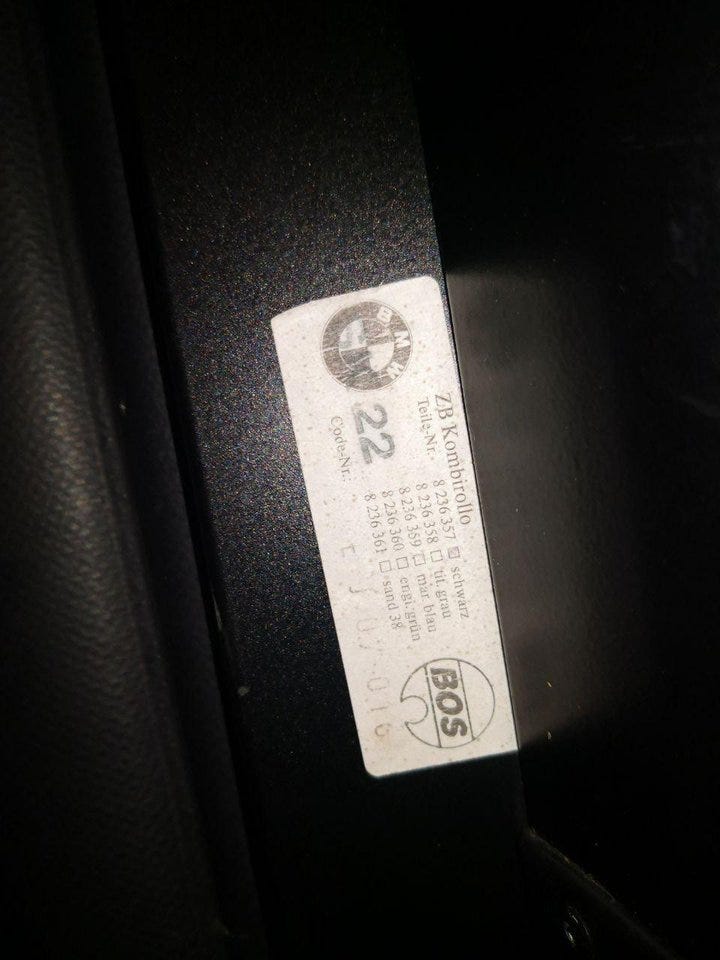 BMW
22
ZB Kombirollo
Teile-Nr.: 8 236 357 schwarz
8 236 358 tit. grau
8 236 359 mar. blau
8 236 360 engl. grün
8 236 361 sand 38
Code-Nr.:
BOS